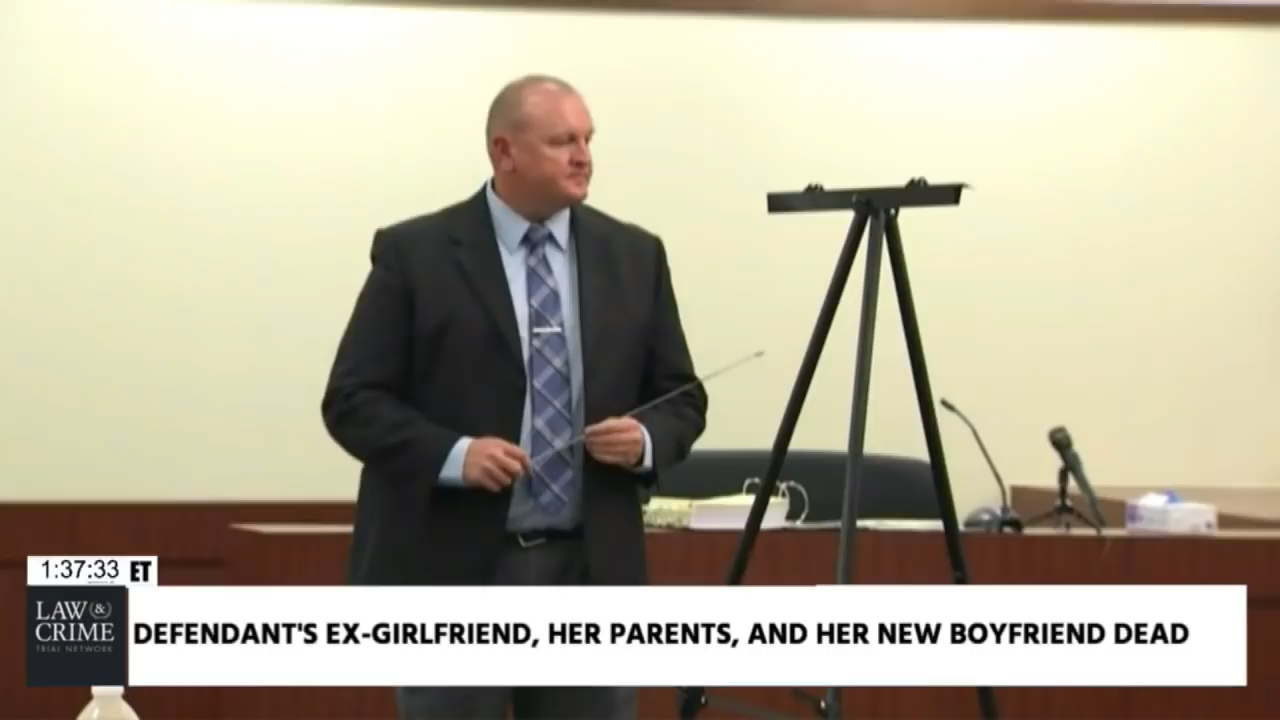 1:37:33 ET
LAW &
CRIME
TRIAL NETWORK
DEFENDANT'S EX-GIRLFRIEND, HER PARENTS, AND HER NEW BOYFRIEND DEAD